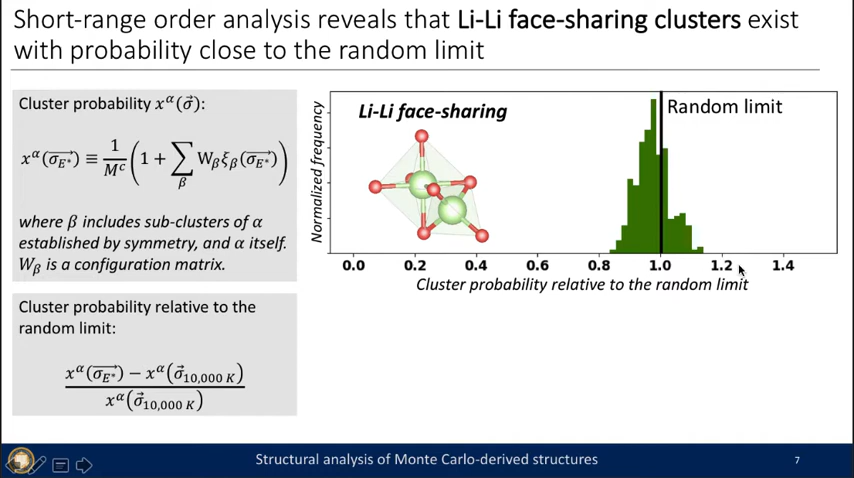 Short-range order analysis reveals that Li-Li face-sharing clusters exist
with probability close to the random limit
Cluster probability x^α(σ⃗):
x^α(σ_E*⃗) ≡ 1/M^c (1 + ∑_β W_β ξ_β(σ_E*⃗))
where β includes sub-clusters of α
established by symmetry, and α itself.
W_β is a configuration matrix.
Cluster probability relative to the
random limit:
x^α(σ_E*⃗) − x^α(σ⃗_10,000 K)
x^α(σ⃗_10,000 K)
Normalized frequency
Li-Li face-sharing
Random limit
0.0 0.2 0.4 0.6 0.8 1.0 1.2 1.4
Cluster probability relative to the random limit
Structural analysis of Monte Carlo-derived structures
7